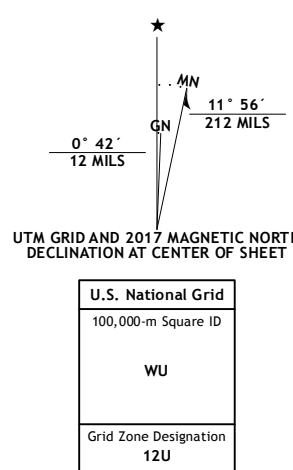 ★
MN
GN
11° 56´
212 MILS
0° 42´
12 MILS
UTM GRID AND 2017 MAGNETIC NORTH
DECLINATION AT CENTER OF SHEET
U.S. National Grid
100,000-m Square ID
WU
Grid Zone Designation
12U